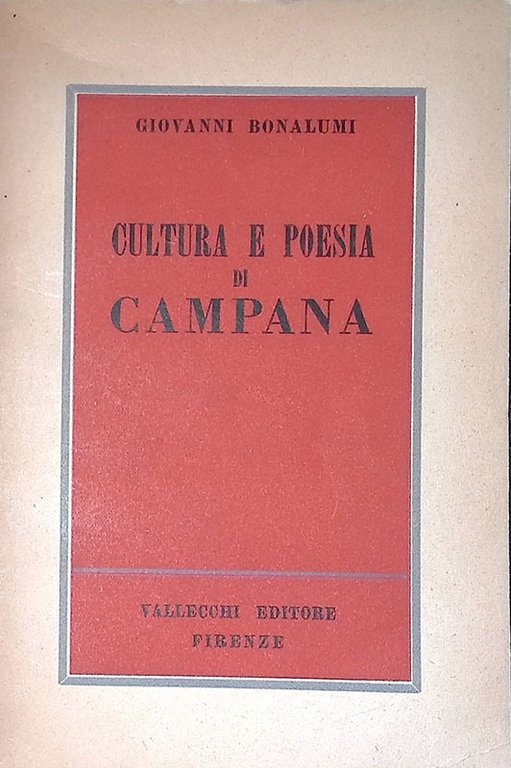 GIOVANNI BONALUMI
CULTURA E POESIA
DI
CAMPANA
VALLECCHI EDITORE
FIRENZE